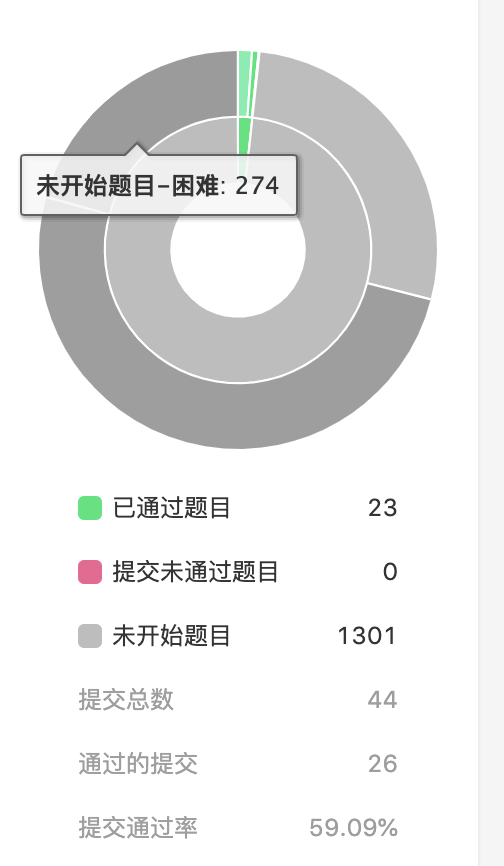 未开始题目-困难: 274
已通过题目 23
提交未通过题目 0
未开始题目 1301
提交总数 44
通过的提交 26
提交通过率 59.09%